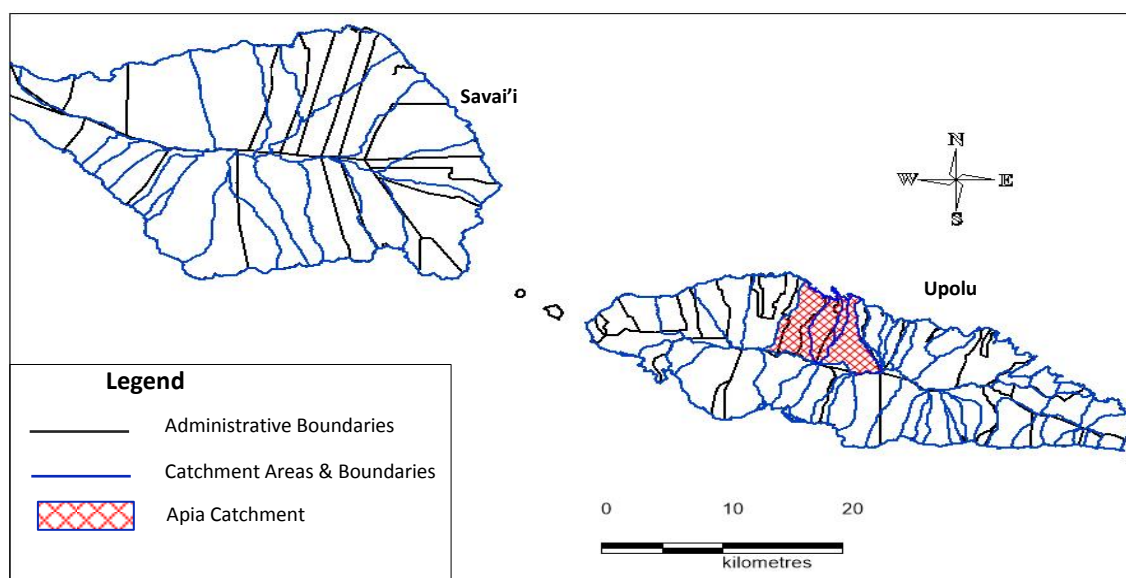 Savai'i
N
W E
S
Upolu
Legend
Administrative Boundaries
Catchment Areas & Boundaries
Apia Catchment
0 10 20
kilometres